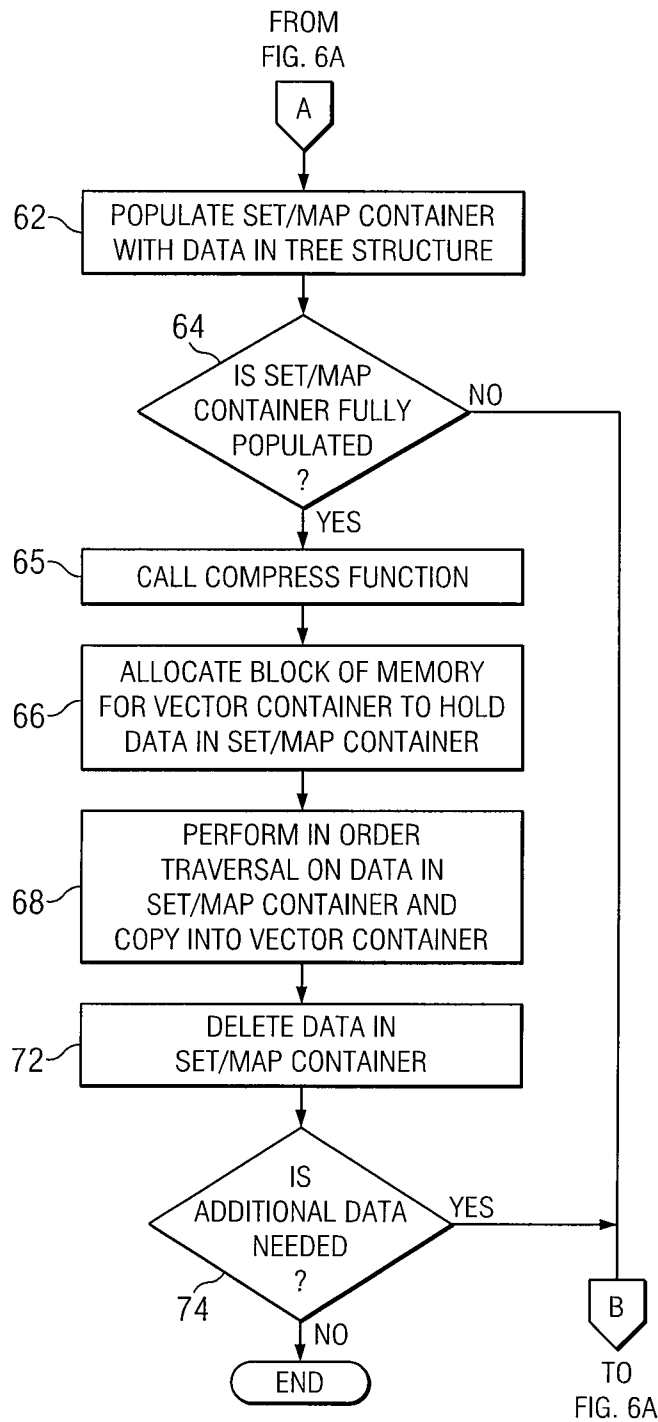 FROM
FIG. 6A
A
62
POPULATE SET/MAP CONTAINER
WITH DATA IN TREE STRUCTURE
64
IS SET/MAP
CONTAINER FULLY
POPULATED
?
NO
YES
65
CALL COMPRESS FUNCTION
66
ALLOCATE BLOCK OF MEMORY
FOR VECTOR CONTAINER TO HOLD
DATA IN SET/MAP CONTAINER
68
PERFORM IN ORDER
TRAVERSAL ON DATA IN
SET/MAP CONTAINER AND
COPY INTO VECTOR CONTAINER
72
DELETE DATA IN
SET/MAP CONTAINER
IS
ADDITIONAL DATA
NEEDED
?
YES
74
NO
END
B
TO
FIG. 6A